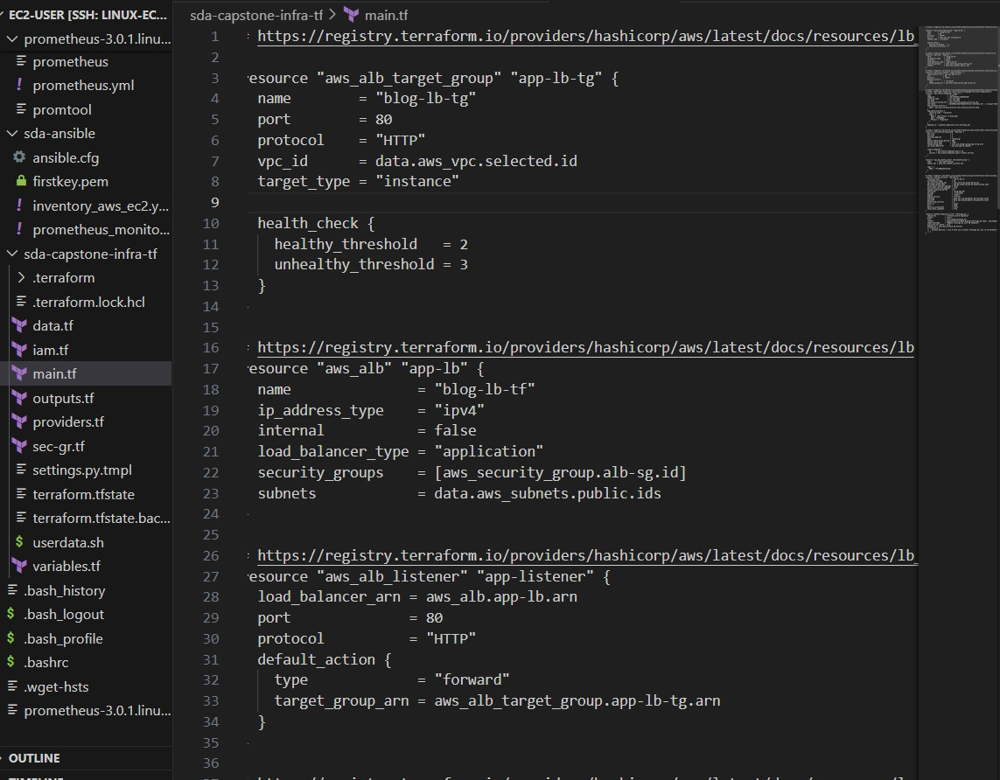 EC2-USER [SSH: LINUX-EC...
prometheus-3.0.1.linu...
prometheus
prometheus.yml
promtool
sda-ansible
ansible.cfg
firstkey.pem
inventory_aws_ec2.y...
prometheus_monito...
sda-capstone-infra-tf
.terraform
.terraform.lock.hcl
data.tf
iam.tf
main.tf
outputs.tf
providers.tf
sec-gr.tf
settings.py.tmpl
terraform.tfstate
terraform.tfstate.bac...
userdata.sh
variables.tf
.bash_history
.bash_logout
.bash_profile
.bashrc
.wget-hsts
prometheus-3.0.1.linu...
OUTLINE
TIMELINE
sda-capstone-infra-tf > main.tf
1 https://registry.terraform.io/providers/hashicorp/aws/latest/docs/resources/lb_
2
3 esource "aws_alb_target_group" "app-lb-tg" {
4 name        = "blog-lb-tg"
5 port        = 80
6 protocol    = "HTTP"
7 vpc_id      = data.aws_vpc.selected.id
8 target_type = "instance"
9
10 health_check {
11   healthy_threshold   = 2
12   unhealthy_threshold = 3
13 }
14
15
16 https://registry.terraform.io/providers/hashicorp/aws/latest/docs/resources/lb
17 esource "aws_alb" "app-lb" {
18 name               = "blog-lb-tf"
19 ip_address_type    = "ipv4"
20 internal           = false
21 load_balancer_type = "application"
22 security_groups    = [aws_security_group.alb-sg.id]
23 subnets            = data.aws_subnets.public.ids
24
25
26 https://registry.terraform.io/providers/hashicorp/aws/latest/docs/resources/lb_
27 esource "aws_alb_listener" "app-listener" {
28 load_balancer_arn = aws_alb.app-lb.arn
29 port              = 80
30 protocol          = "HTTP"
31 default_action {
32   type             = "forward"
33   target_group_arn = aws_alb_target_group.app-lb-tg.arn
34 }
35
36